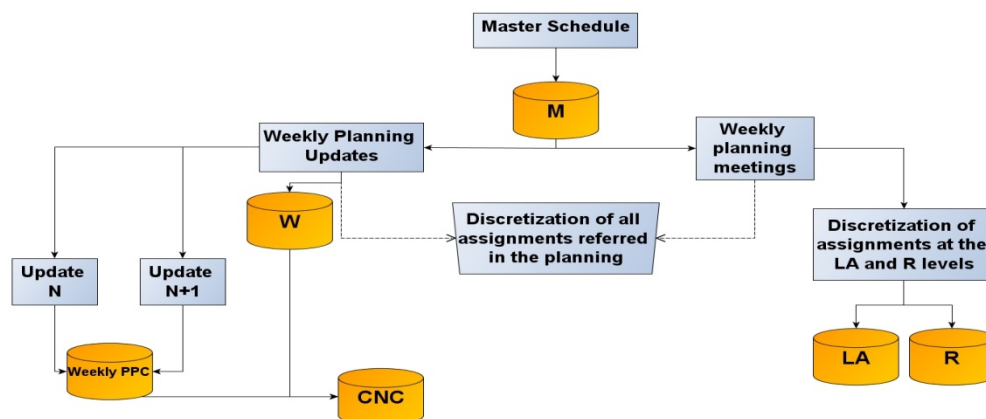 Master Schedule
M
Weekly Planning
Updates
Weekly
planning
meetings
W
Discretization of all
assignments referred
in the planning
Discretization of
assignments at the
LA and R levels
Update
N
Update
N+1
Weekly PPC
CNC
LA
R